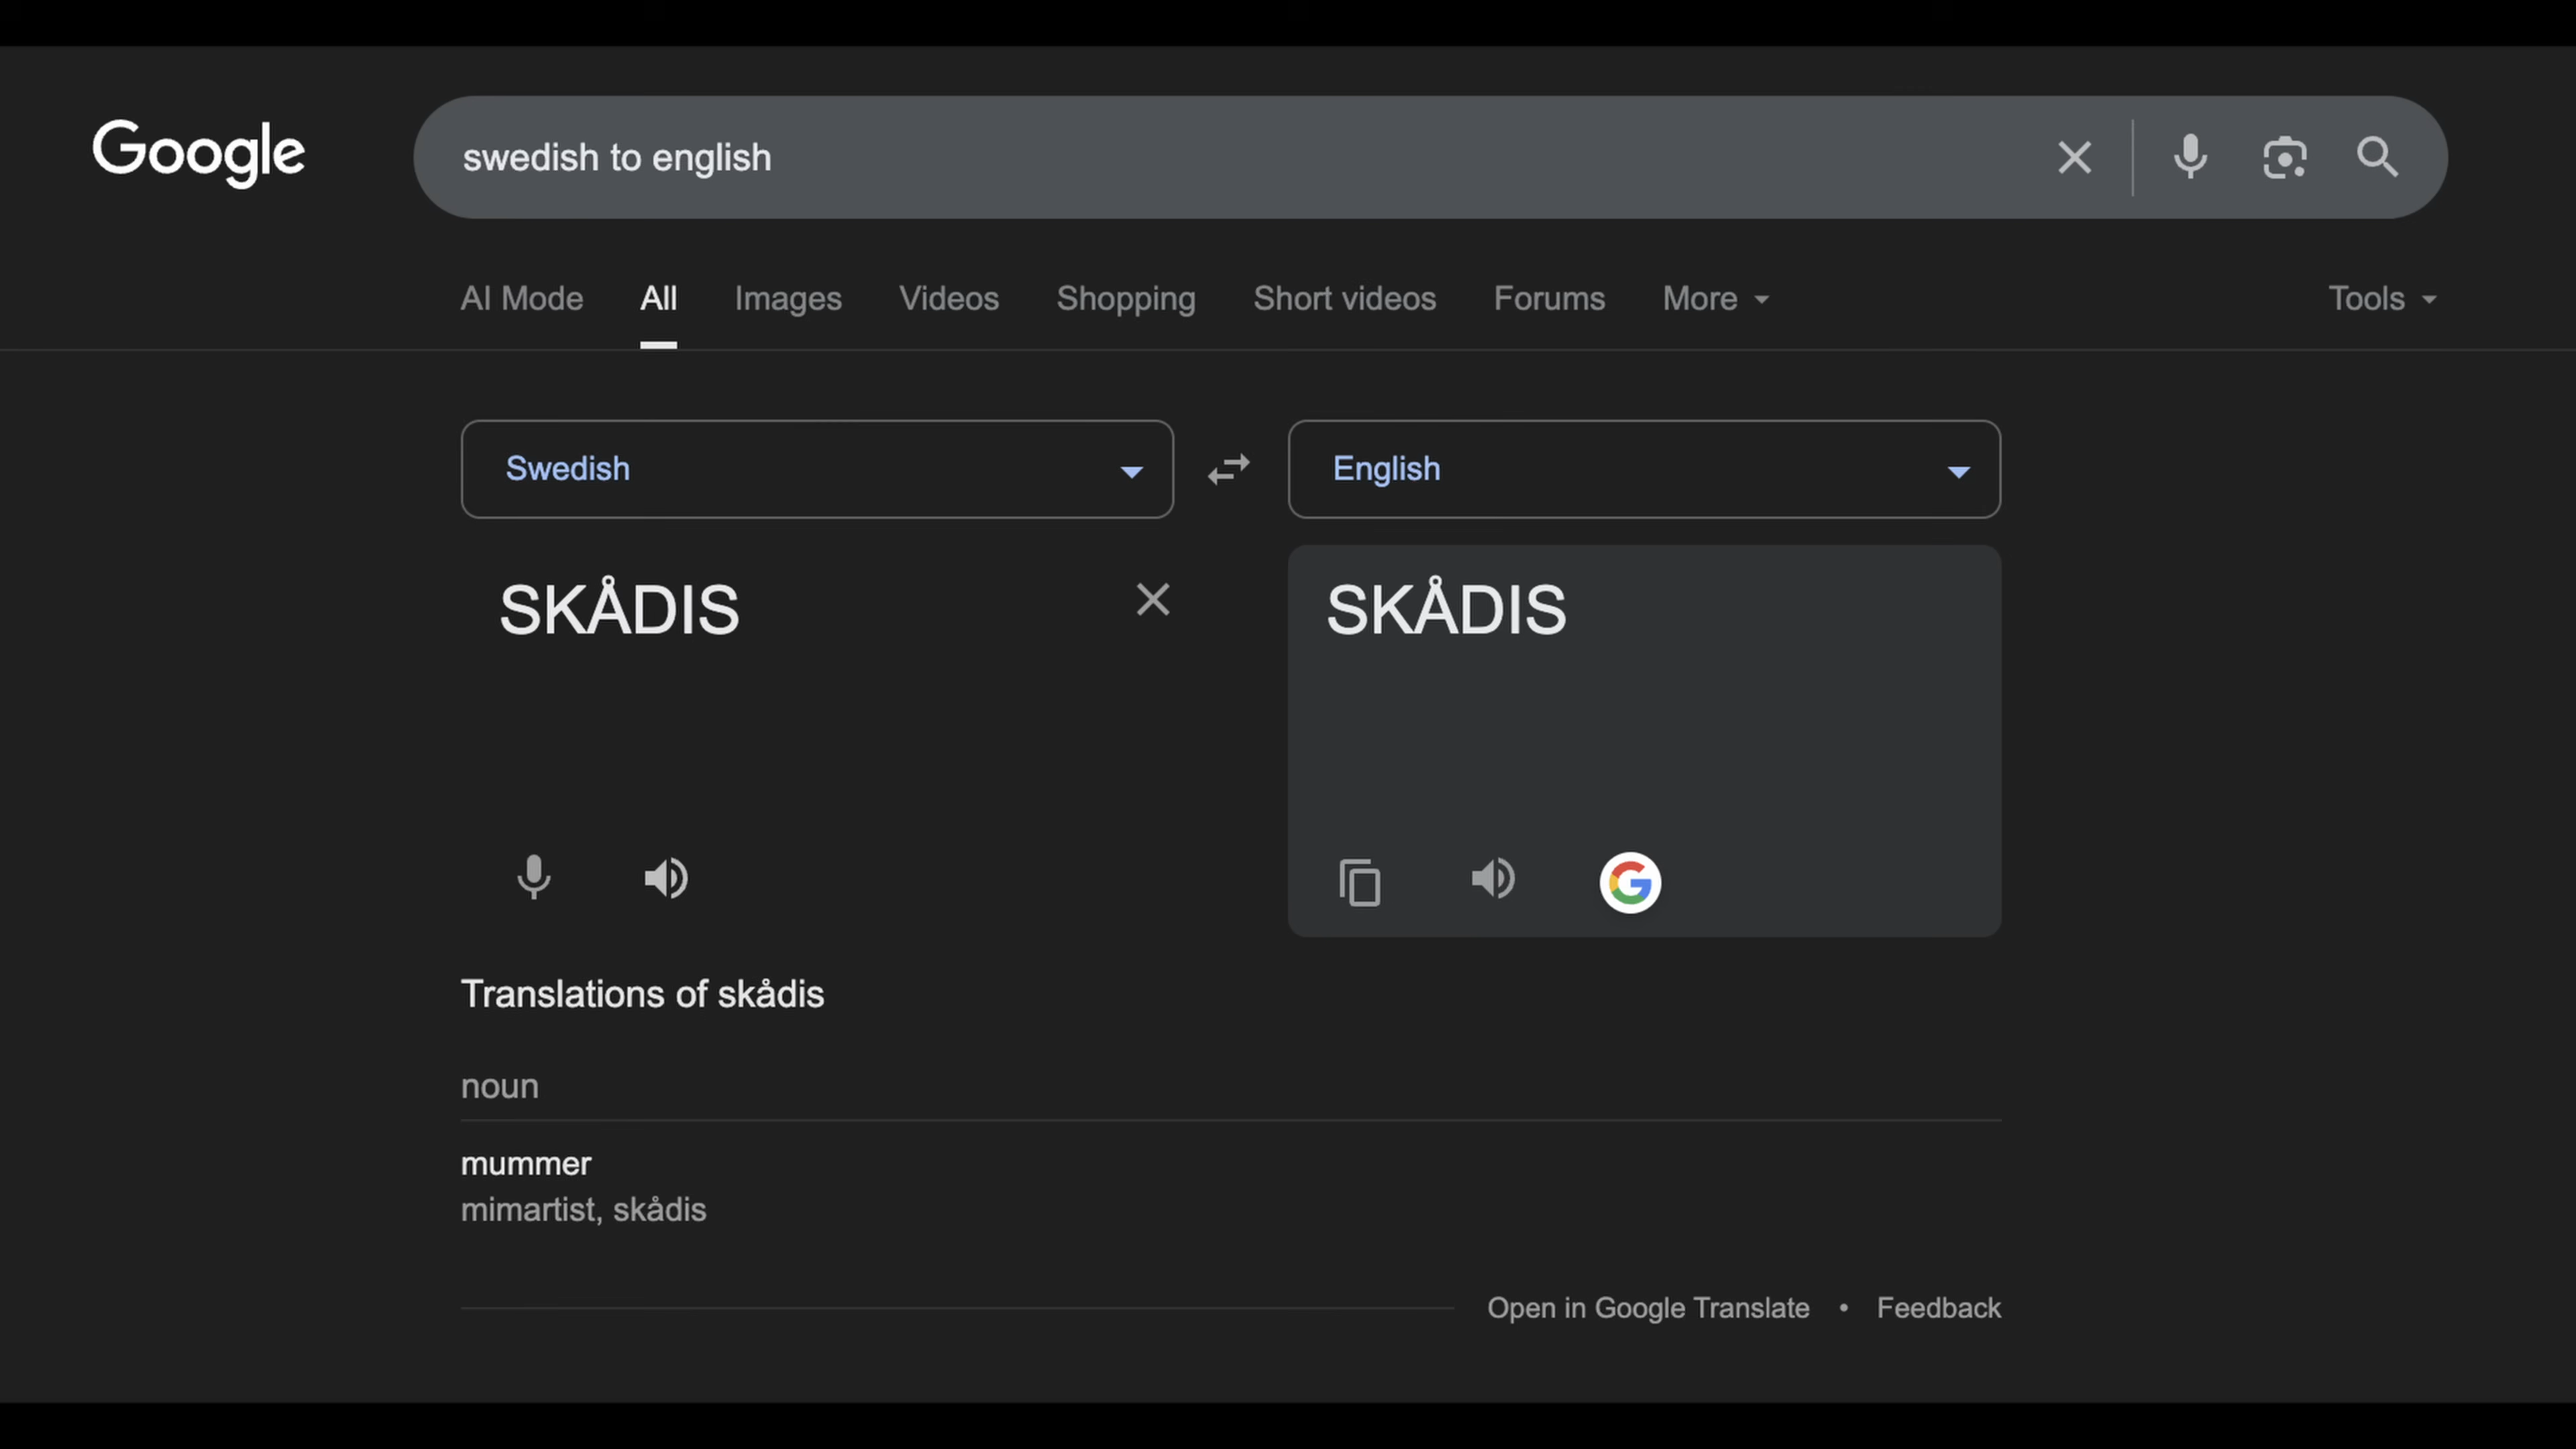 Google
swedish to english
AI Mode All Images Videos Shopping Short videos Forums More Tools
Swedish English
SKÅDIS SKÅDIS
Translations of skådis
noun
mummer
mimartist, skådis
Open in Google Translate • Feedback